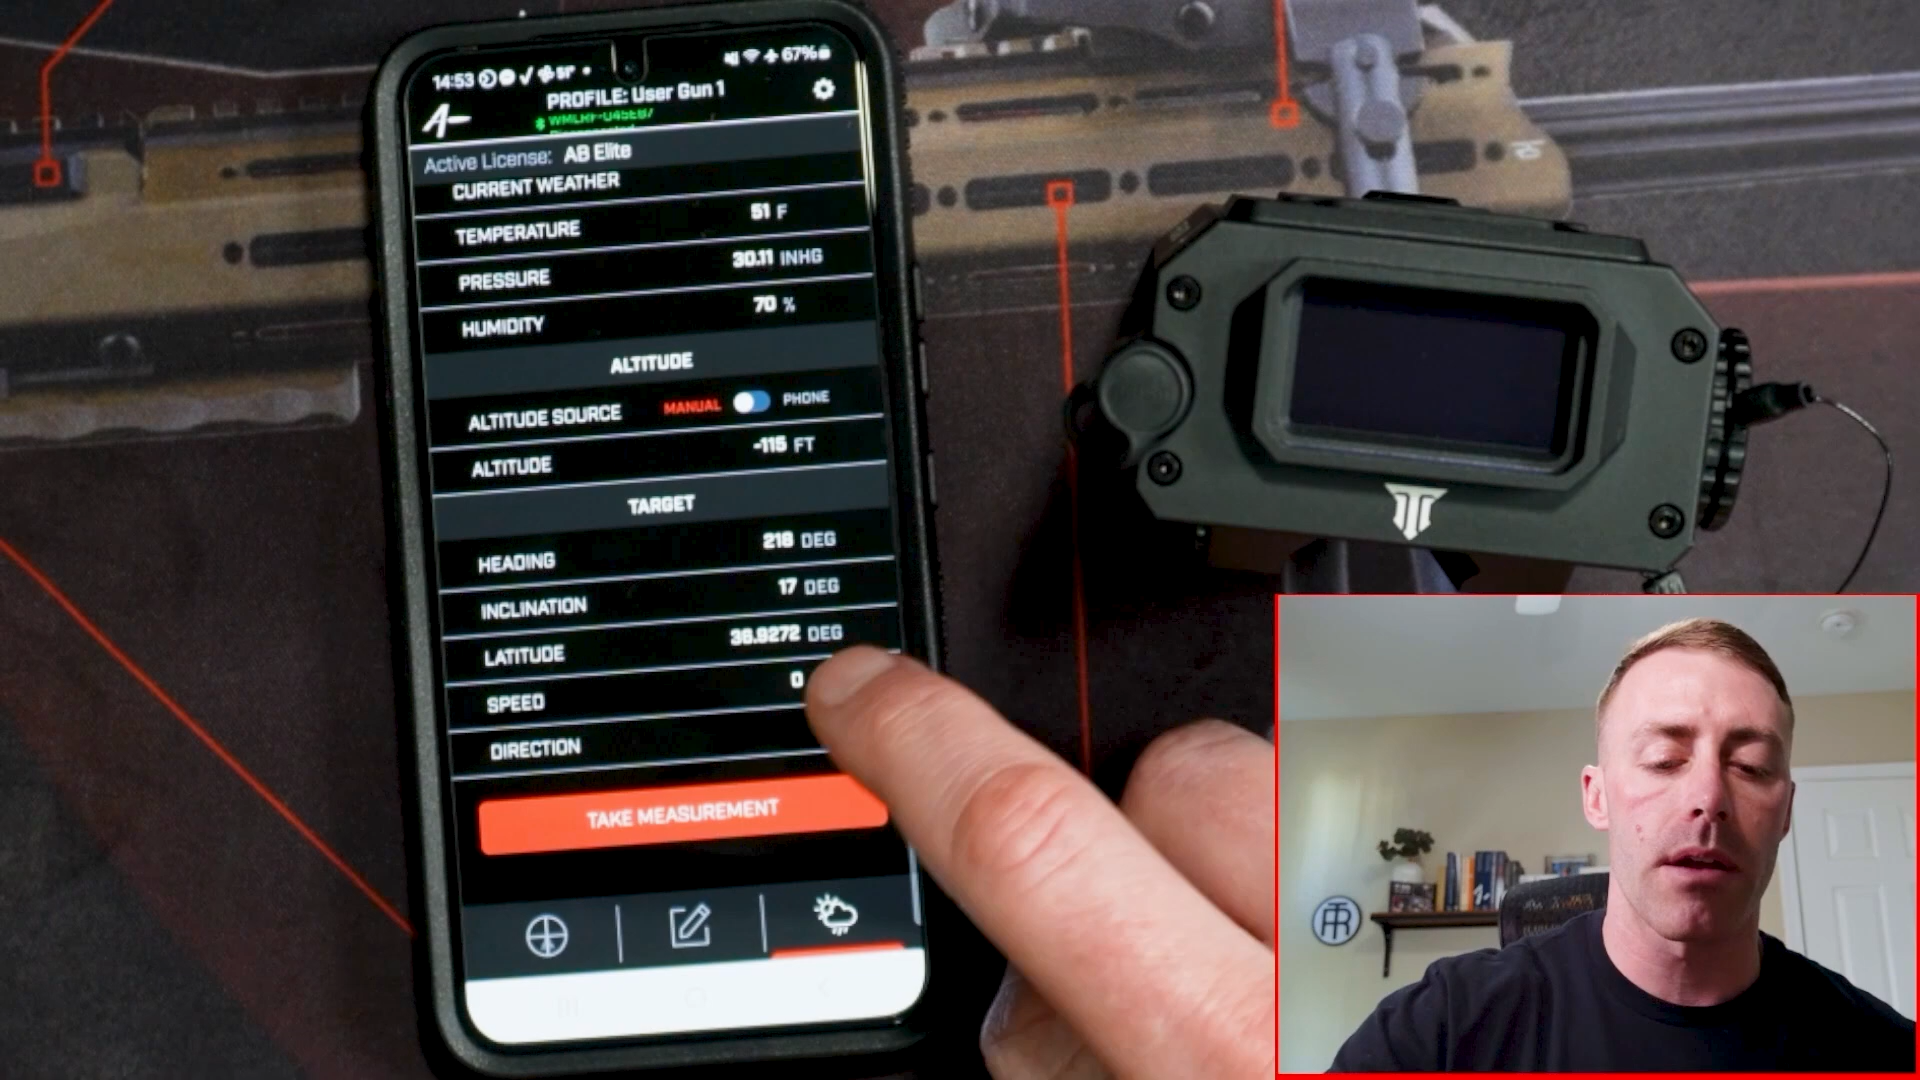 14:53 67%
PROFILE: User Gun 1
Active License: AB Elite
CURRENT WEATHER
TEMPERATURE 51 F
PRESSURE 30.11 INHG
HUMIDITY 70 %
ALTITUDE
ALTITUDE SOURCE MANUAL PHONE
ALTITUDE -115 FT
TARGET
HEADING 218 DEG
INCLINATION 17 DEG
LATITUDE 38.9272 DEG
SPEED 0
DIRECTION
TAKE MEASUREMENT